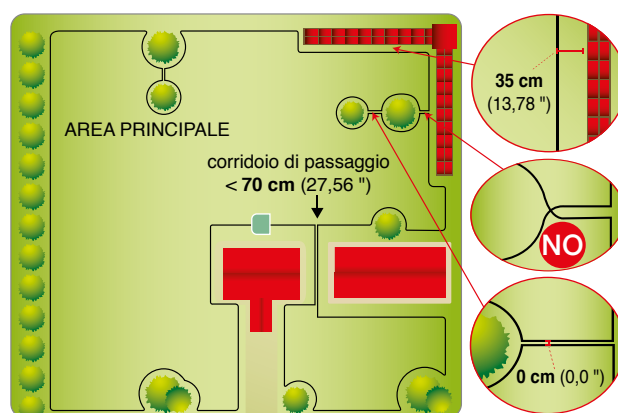 AREA PRINCIPALE
corridoio di passaggio
< 70 cm (27,56 ")
35 cm
(13,78 ")
NO
0 cm (0,0 ")